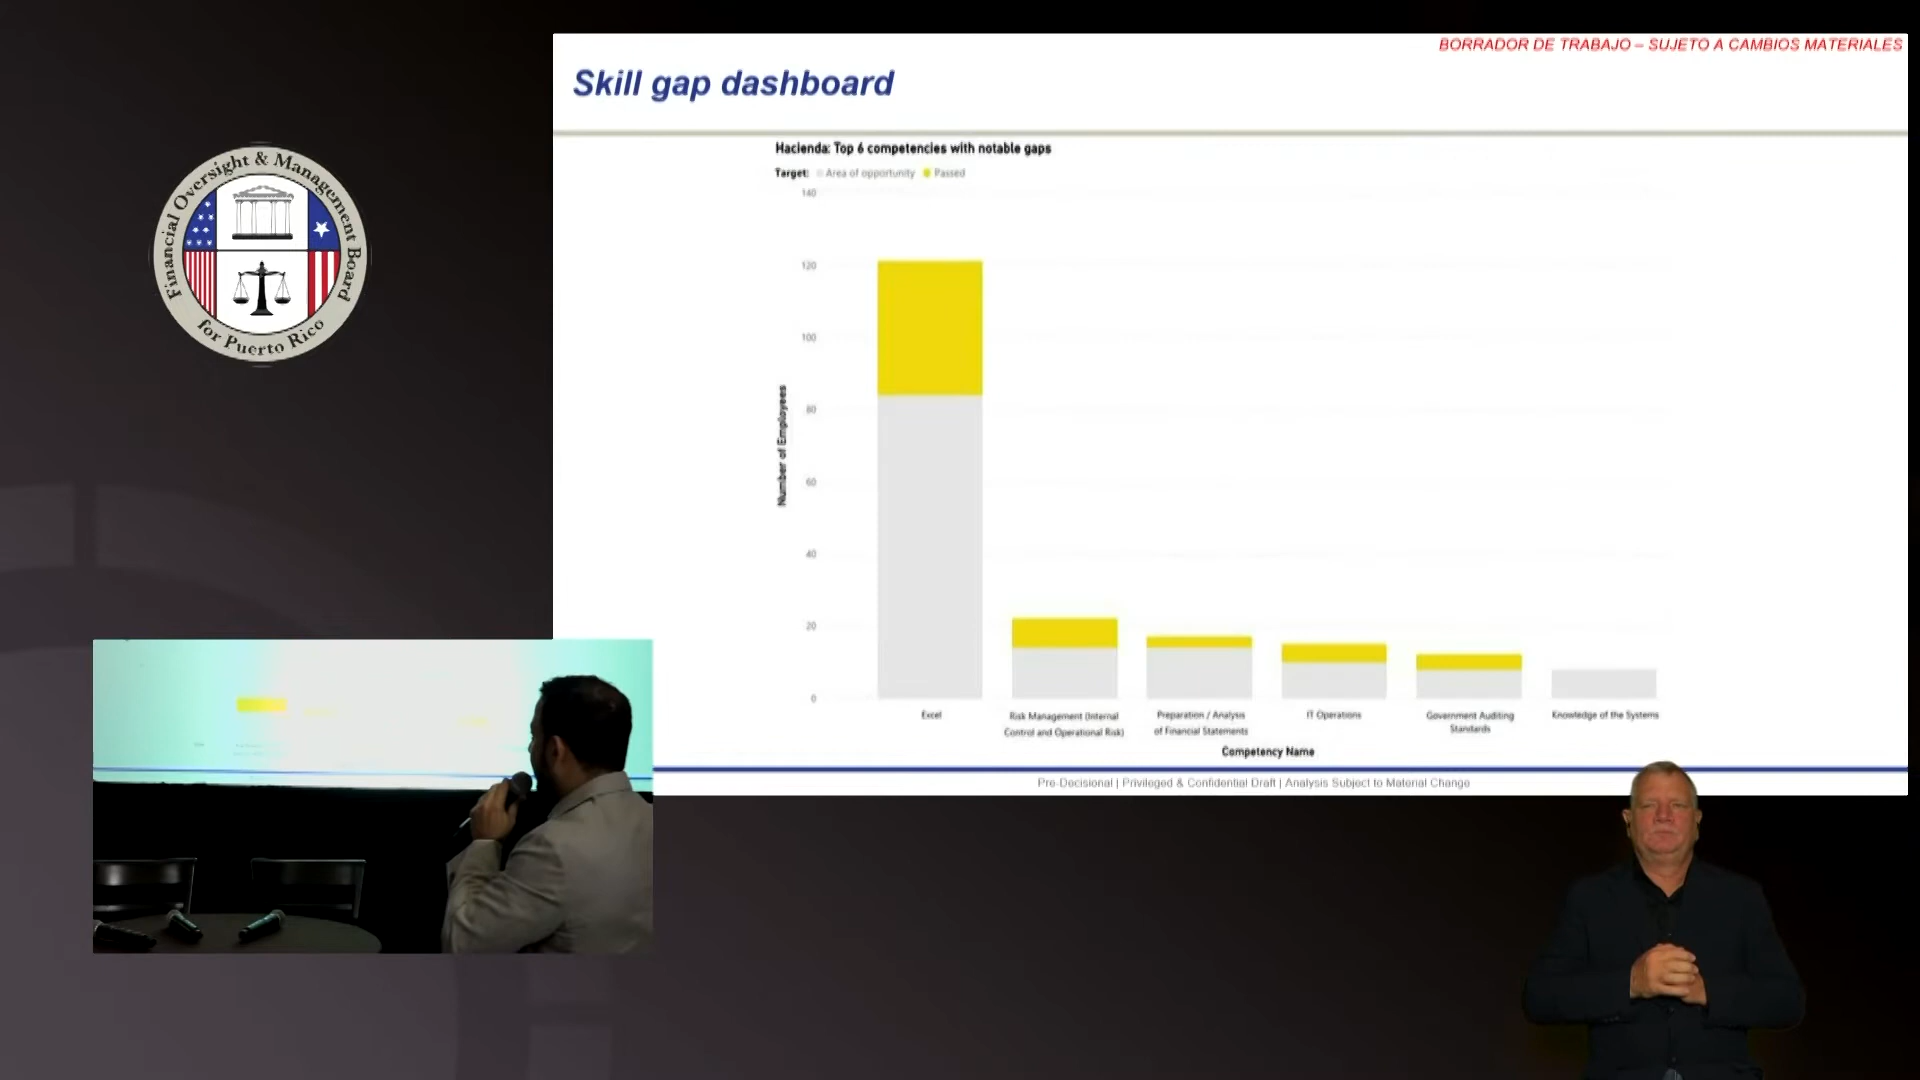 BORRADOR DE TRABAJO – SUJETO A CAMBIOS MATERIALES
Skill gap dashboard
Financial Oversight & Management Board
for Puerto Rico
Hacienda: Top 6 competencies with notable gaps
Target: Area of opportunity Passed
140
120
100
80
60
40
20
0
Number of Employees
Excel
Risk Management (Internal
Control and Operational Risk)
Preparation / Analysis
of Financial Statements
IT Operations
Government Auditing
Standards
Knowledge of the Systems
Competency Name
Pre-Decisional | Privileged & Confidential Draft | Analysis Subject to Material Change